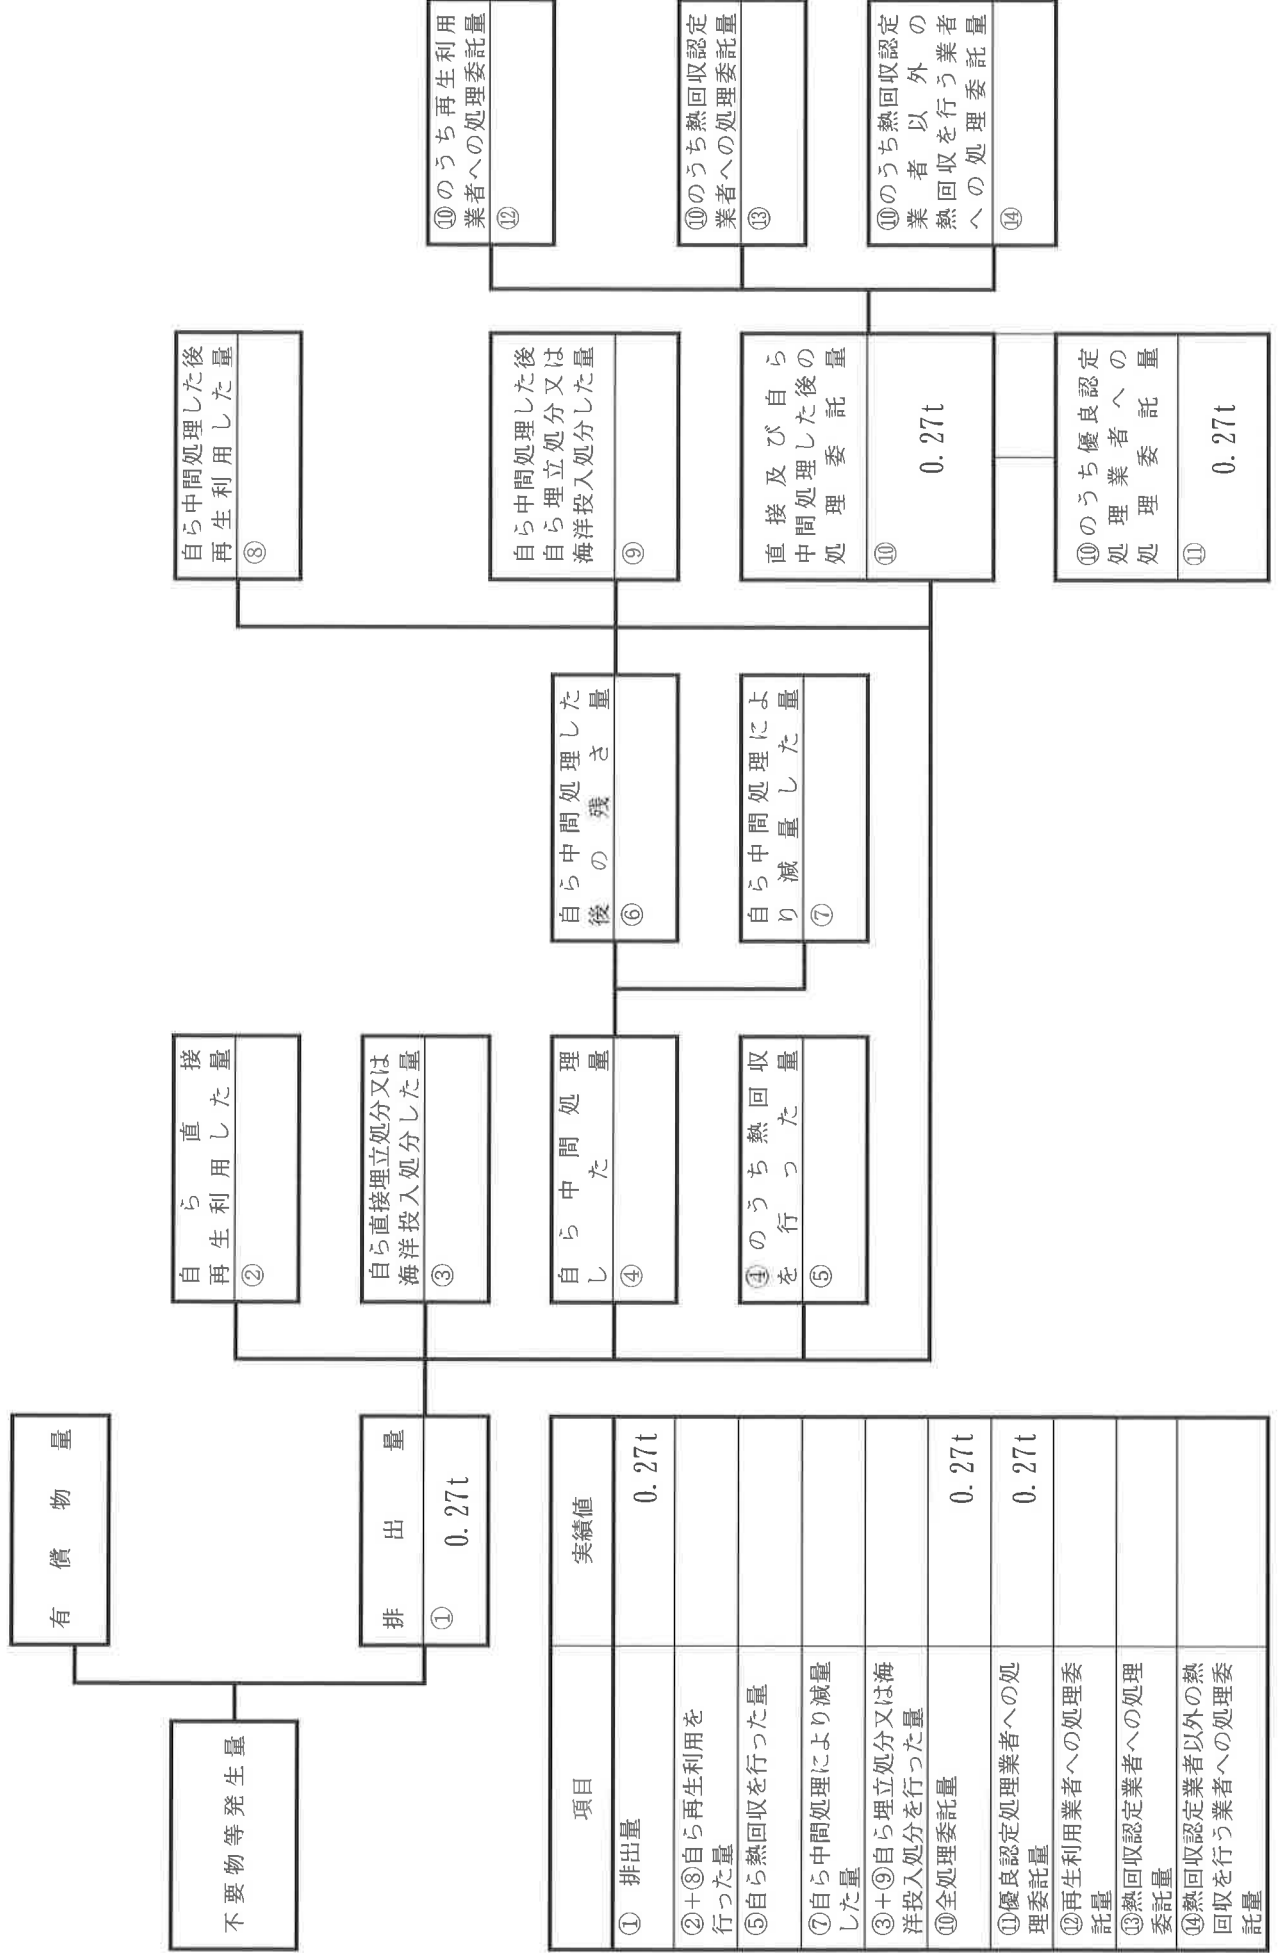 不要物等発生量
有償物量
排出量
①
0.27t
自ら直接
再生利用した量
②
自ら直接埋立処分又は
海洋投入処分した量
③
自ら中間処理
した量
④
④のうち熱回収
を行った量
⑤
自ら中間処理した
後の残さ量
⑥
自ら中間処理によ
り減量した量
⑦
自ら中間処理した後
再生利用した量
⑧
自ら中間処理した後
自ら埋立処分又は
海洋投入処分した量
⑨
直接及び自ら
中間処理した後の
処理委託量
⑩
0.27t
⑩のうち優良認定
処理業者への
処理委託量
⑪
0.27t
⑩のうち再生利用
業者への処理委託量
⑫
⑩のうち熱回収認定
業者への処理委託量
⑬
⑩のうち熱回収認定
業者以外の
熱回収を行う業者
への処理委託量
⑭
項目 実績値
① 排出量 0.27t
②+⑧自ら再生利用を
行った量
⑤自ら熱回収を行った量
⑦自ら中間処理により減量
した量
③+⑨自ら埋立処分又は海
洋投入処分を行った量
⑩全処理委託量 0.27t
⑪優良認定処理業者への処
理委託量 0.27t
⑫再生利用業者への処理委
託量
⑬熱回収認定業者への処理
委託量
⑭熱回収認定業者以外の熱
回収を行う業者への処理委
託量